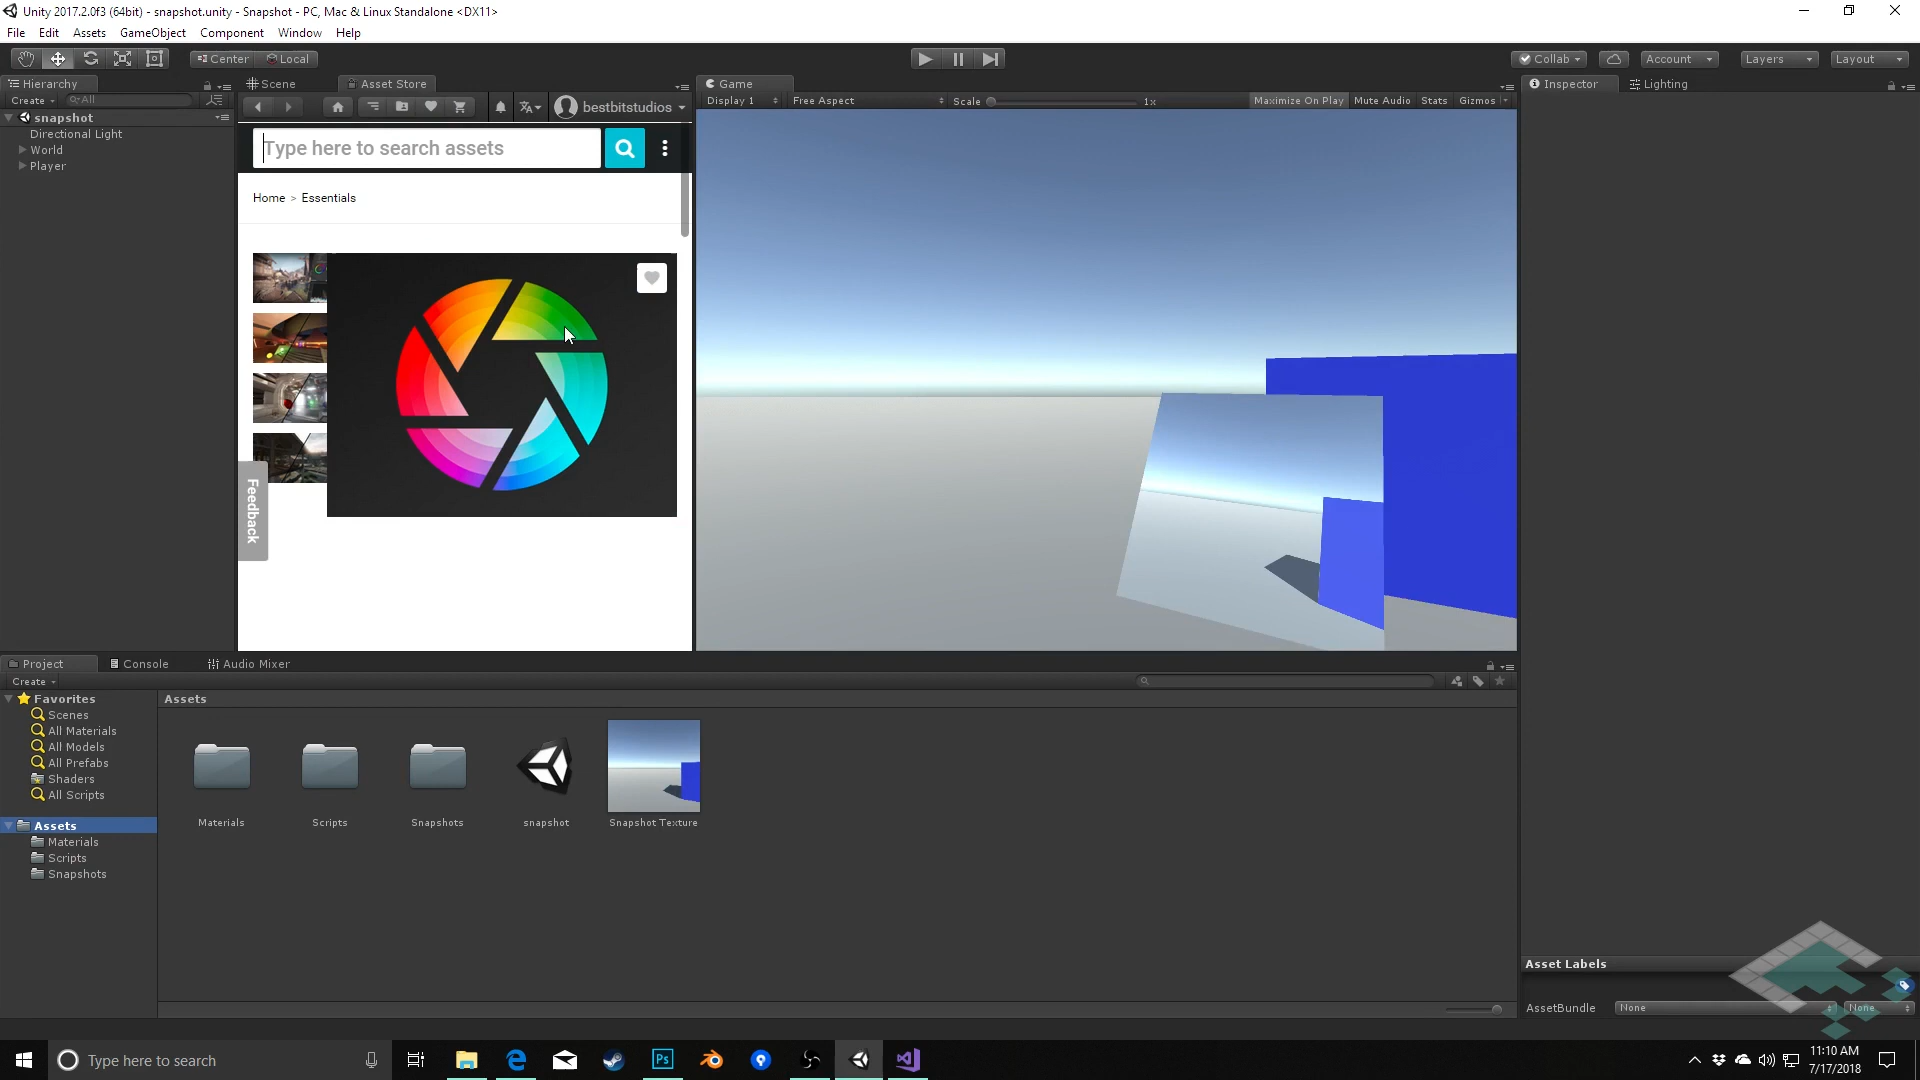 Unity 2017.2.0f3 (64bit) - snapshot.unity - Snapshot - PC, Mac & Linux Standalone <DX11>
File Edit Assets GameObject Component Window Help
Center Local
Collab Account Layers Layout
Hierarchy
Create All
snapshot
Directional Light
World
Player
Scene Asset Store
bestbitstudios
Type here to search assets
Home > Essentials
Feedback
Game
Display 1 Free Aspect Scale 1x Maximize On Play Mute Audio Stats Gizmos
Inspector Lighting
Project Console Audio Mixer
Create
Favorites
Scenes
All Materials
All Models
All Prefabs
Shaders
All Scripts
Assets
Materials
Scripts
Snapshots
Assets
Materials Scripts Snapshots snapshot Snapshot Texture
Asset Labels
AssetBundle None None
Type here to search
Ps
11:10 AM
7/17/2018